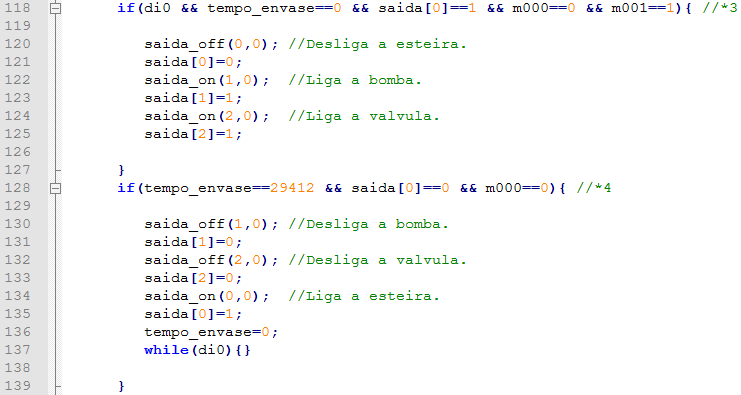 118 if(di0 && tempo_envase==0 && saida[0]==1 && m000==0 && m001==1){ //*3
119
120 saida_off(0,0); //Desliga a esteira.
121 saida[0]=0;
122 saida_on(1,0); //Liga a bomba.
123 saida[1]=1;
124 saida_on(2,0); //Liga a valvula.
125 saida[2]=1;
126
127 }
128 if(tempo_envase==29412 && saida[0]==0 && m000==0){ //*4
129
130 saida_off(1,0); //Desliga a bomba.
131 saida[1]=0;
132 saida_off(2,0); //Desliga a valvula.
133 saida[2]=0;
134 saida_on(0,0); //Liga a esteira.
135 saida[0]=1;
136 tempo_envase=0;
137 while(di0){}
138
139 }